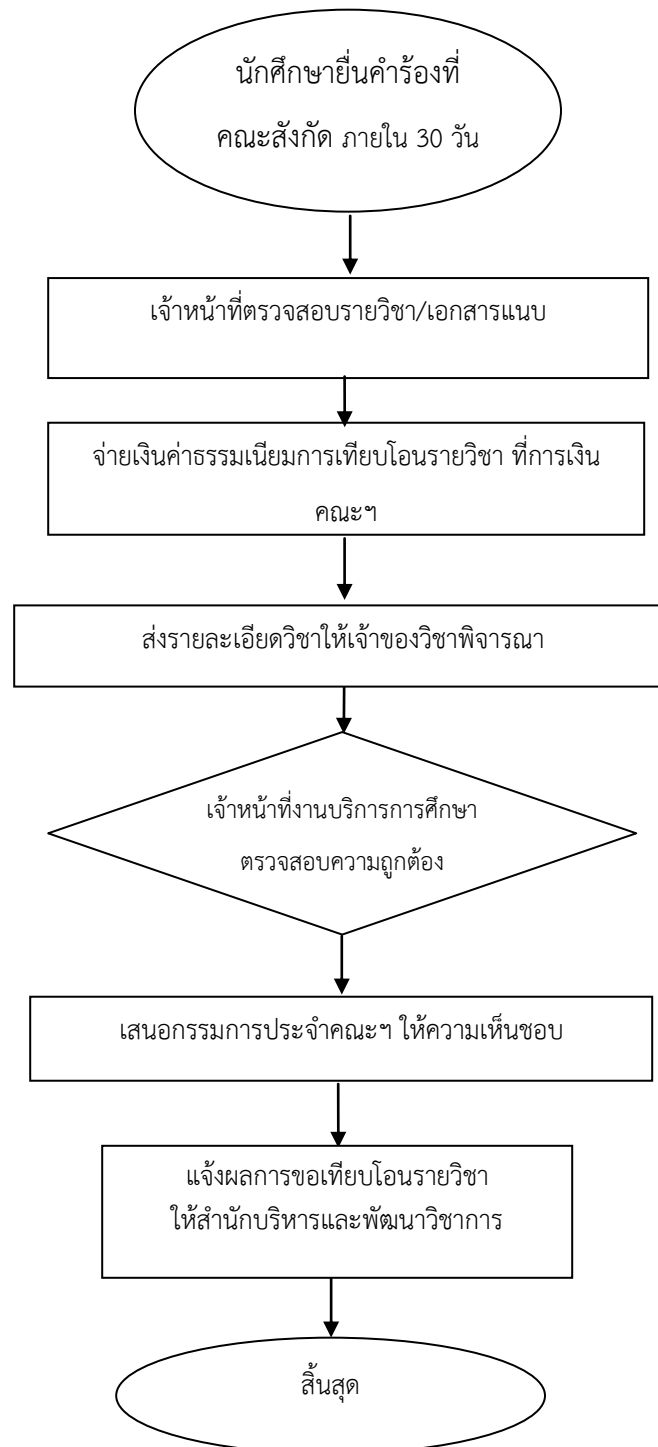 นักศึกษายื่นคำร้องที่
คณะสังกัด ภายใน 30 วัน
เจ้าหน้าที่ตรวจสอบรายวิชา/เอกสารแนบ
จ่ายเงินค่าธรรมเนียมการเทียบโอนรายวิชา ที่การเงิน
คณะฯ
ส่งรายละเอียดวิชาให้เจ้าของวิชาพิจารณา
เจ้าหน้าที่งานบริการการศึกษา
ตรวจสอบความถูกต้อง
เสนอกรรมการประจำคณะฯ ให้ความเห็นชอบ
แจ้งผลการขอเทียบโอนรายวิชา
ให้สำนักบริหารและพัฒนาวิชาการ
สิ้นสุด